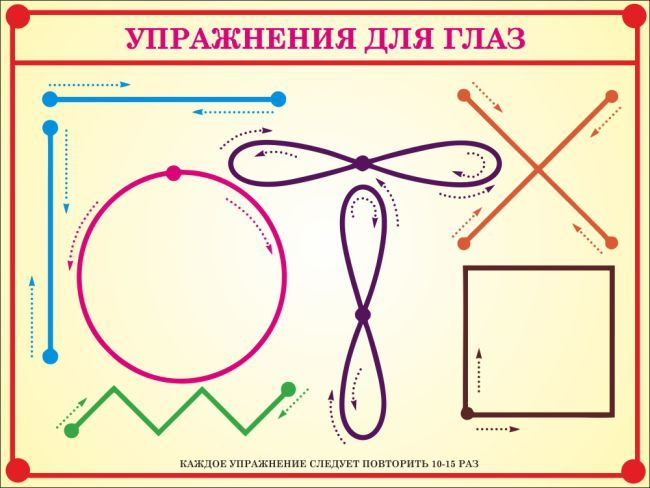 УПРАЖНЕНИЯ ДЛЯ ГЛАЗ
КАЖДОЕ УПРАЖНЕНИЕ СЛЕДУЕТ ПОВТОРИТЬ 10-15 РАЗ